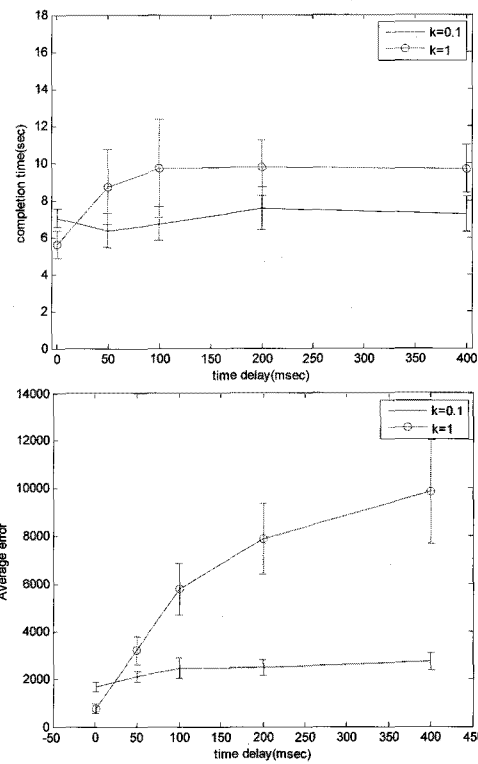 18
16
14
12
10
8
6
4
2
0
completion time(sec)
k=0.1
k=1
0 50 100 150 200 250 300 350 400
time delay(msec)
14000
12000
10000
8000
6000
4000
2000
0
Average error
k=0.1
k=1
-50 0 50 100 150 200 250 300 350 400 450
time delay(msec)